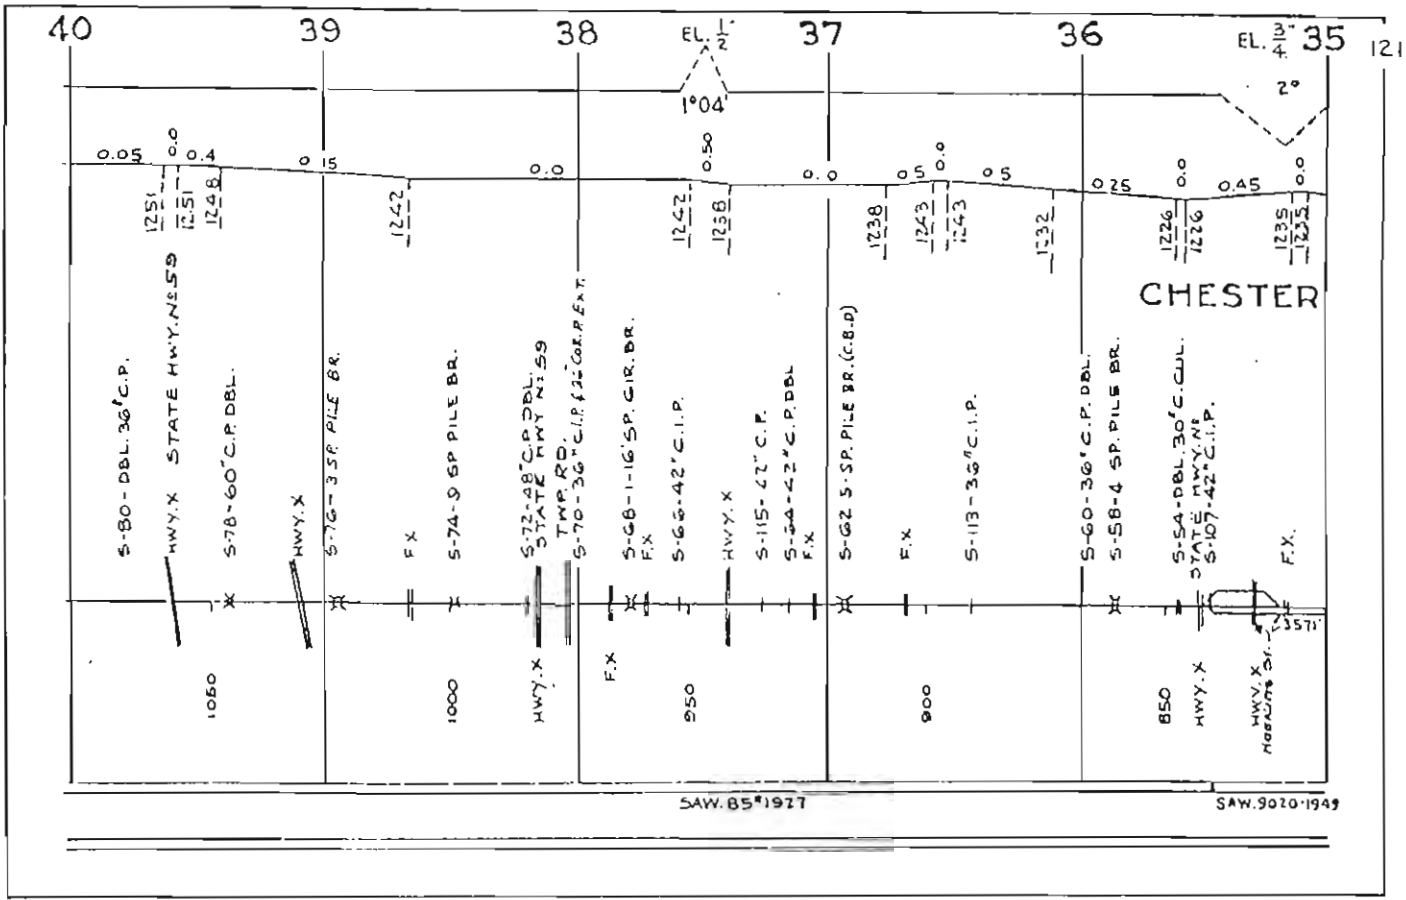 40 39 38 EL. 1/2" 37 36 EL. 3/4" 35 121
1°04' 2°
0.05 0.0 0.4 0.15 0.0 0.50 0.0 0.5 0.0 0.5 0.25 0.0 0.45 0.0
1251 1251 1248 1242 1242 1238 1238 1243 1243 1232 1226 1226 1235 1235
CHESTER
S-80-DBL.36"C.P.
HWY.X STATE HWY.No59
S-78-60"C.P.DBL.
HWY.X
S-76-3 SP. PILE BR.
F.X
S-74-9 SP PILE BR.
S-72-48"C.P.DBL.
STATE HWY No 59
TWP. RD.
S-70-36"C.I.P. & 36" COR.P. EXT.
S-68-1-16'SP. GIR. BR.
F.X
S-66-42"C.I.P.
HWY.X
S-115-42"C.P.
S-64-42"C.P.DBL
F.X
S-62 5-SP. PILE BR.(C.B.D)
F.X
S-113-36"C.I.P.
S-60-36"C.P. DBL.
S-58-4 SP. PILE BR.
S-54-DBL.30"C.CUL.
STATE HWY.No
S-107-42"C.I.P.
F.X.
3571'
1050 1000 HWY.X F.X 950 900 850 HWY.X HWY.X
SAW.85#1927 SAW.9020-1949